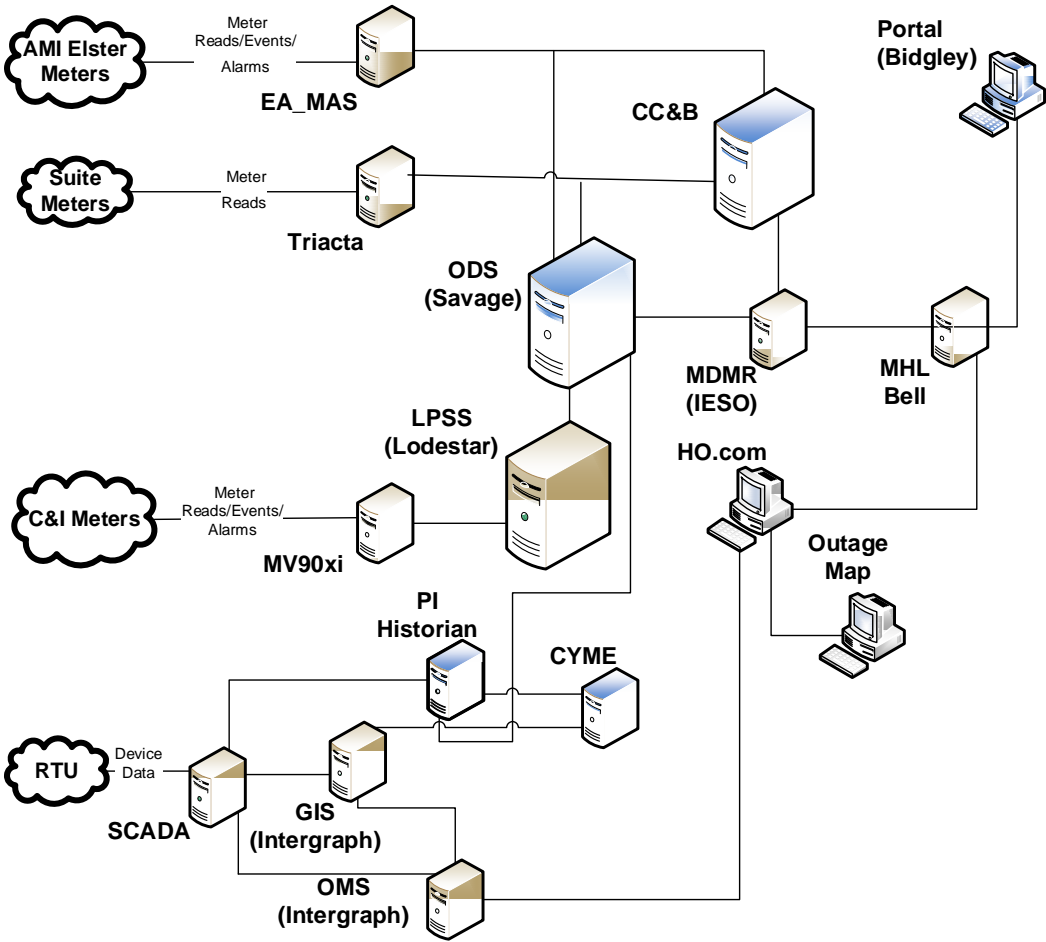 AMI Elster
Meters
Meter
Reads/Events/
Alarms
EA_MAS
CC&B
Portal
(Bidgley)
Suite
Meters
Meter
Reads
Triacta
ODS
(Savage)
MDMR
(IESO)
MHL
Bell
LPSS
(Lodestar)
HO.com
C&I Meters
Meter
Reads/Events/
Alarms
MV90xi
Outage
Map
PI
Historian
CYME
RTU
Device
Data
SCADA
GIS
(Intergraph)
OMS
(Intergraph)